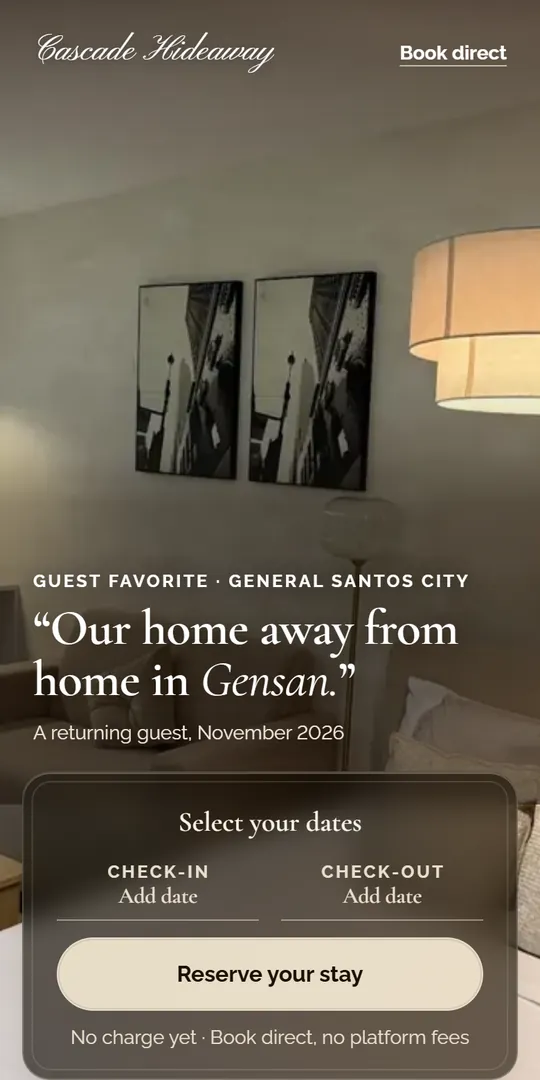 Cascade Hideaway
Book direct
GUEST FAVORITE · GENERAL SANTOS CITY
“Our home away from
home in Gensan.”
A returning guest, November 2026
Select your dates
CHECK-IN
Add date
CHECK-OUT
Add date
Reserve your stay
No charge yet · Book direct, no platform fees